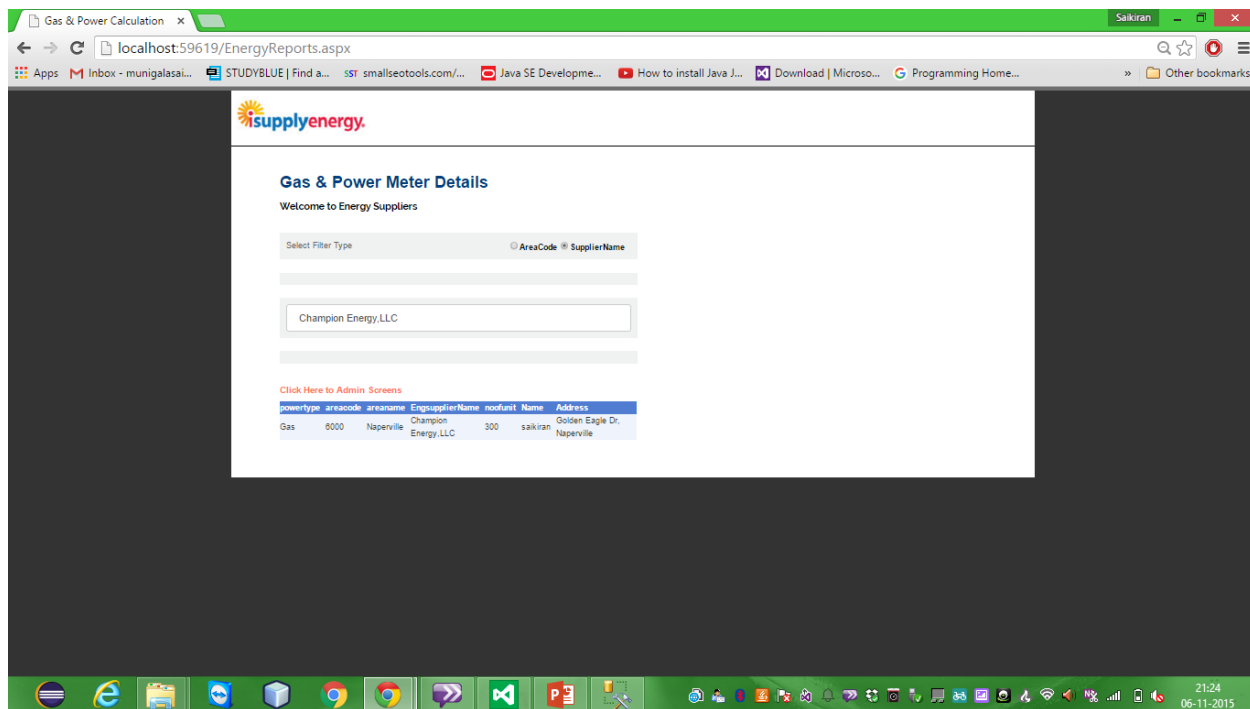 Gas & Power Calculation
Saikiran
localhost:59619/EnergyReports.aspx
Apps Inbox - munigalasai... STUDYBLUE | Find a... SST smallseotools.com/... Java SE Developme... How to install Java J... Download | Microso... Programming Home... » Other bookmarks
isupplyenergy.
Gas & Power Meter Details
Welcome to Energy Suppliers
Select Filter Type AreaCode SupplierName
Champion Energy,LLC
Click Here to Admin Screens
powertype areacode areaname EngsupplierName noofunit Name Address
Gas 6000 Naperville Champion Energy,LLC 300 saikiran Golden Eagle Dr, Naperville
21:24
06-11-2015